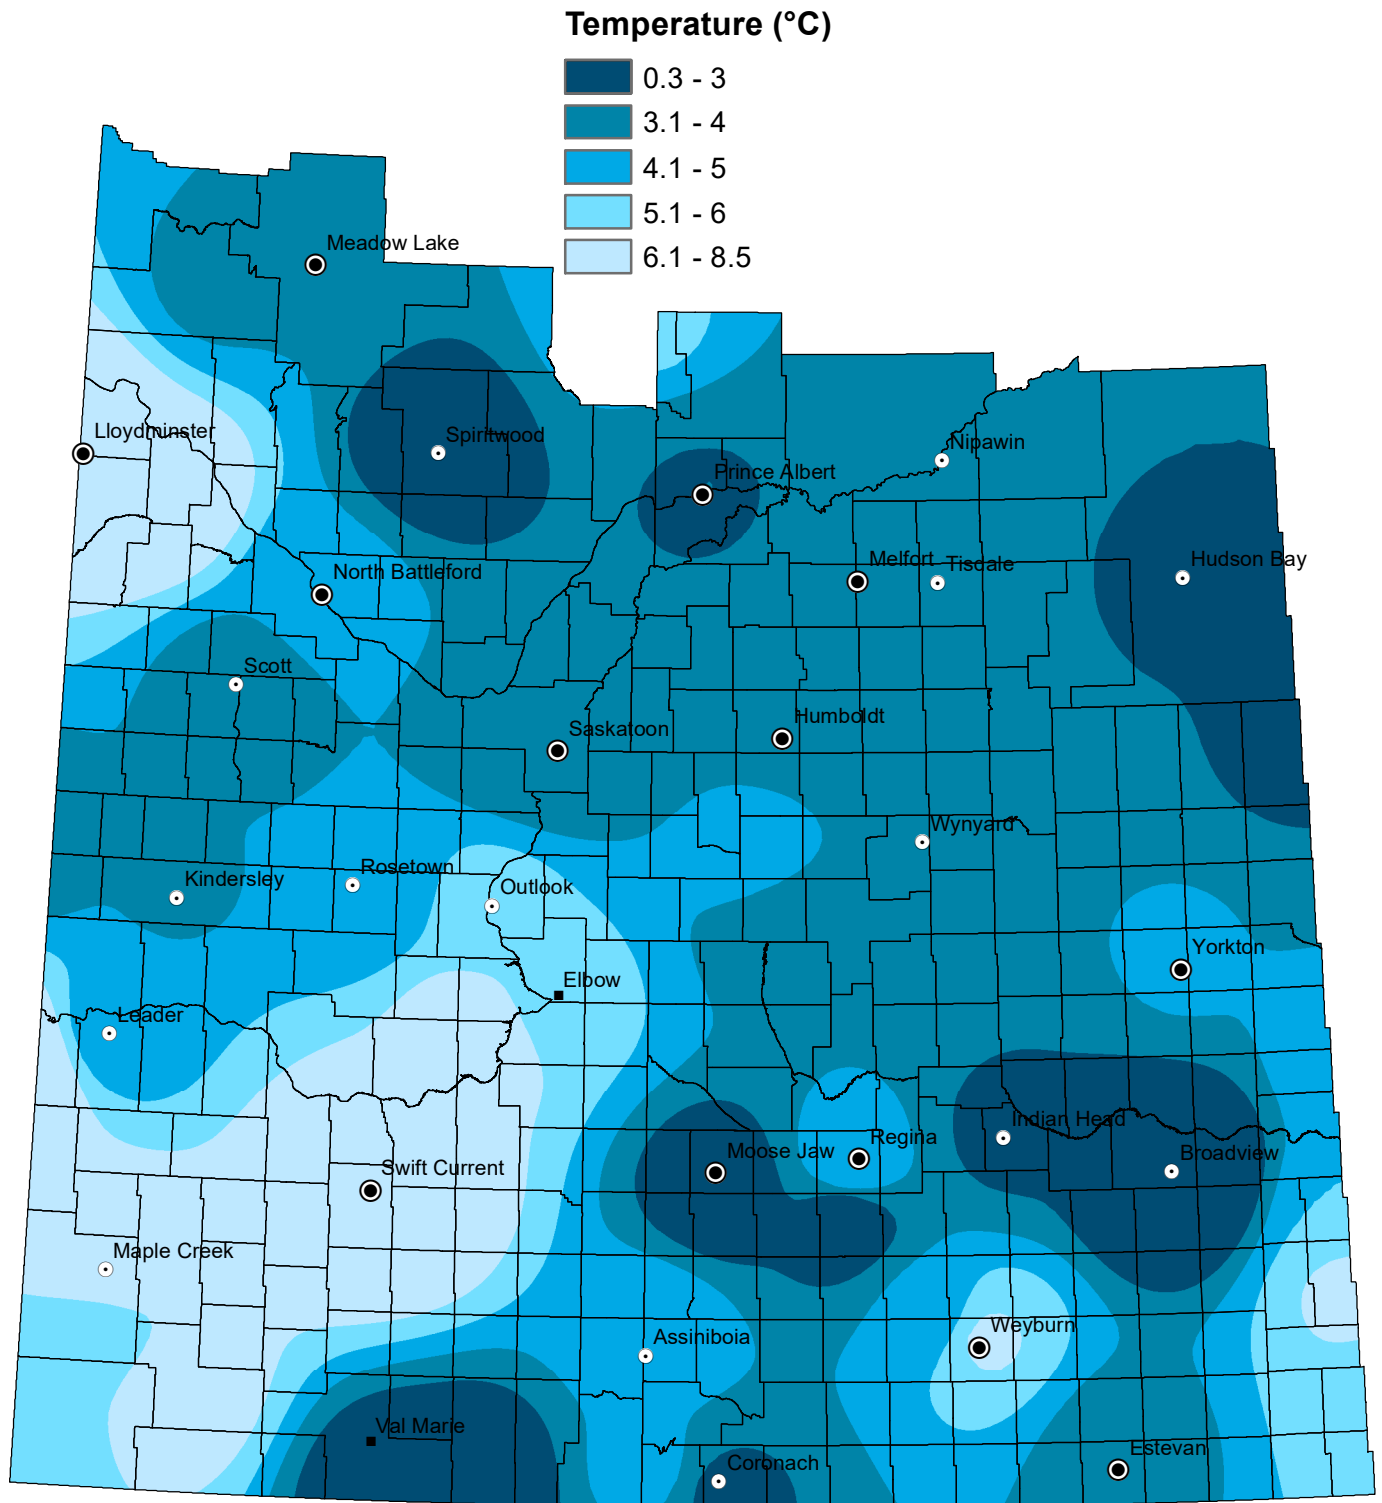 Temperature (°C)
0.3 - 3
3.1 - 4
4.1 - 5
5.1 - 6
6.1 - 8.5
Meadow Lake
Lloydminster
Spiritwood
Nipawin
Prince Albert
Melfort
Tisdale
Hudson Bay
North Battleford
Scott
Humboldt
Saskatoon
Wynyard
Rosetown
Kindersley
Outlook
Yorkton
Elbow
Leader
Indian Head
Regina
Moose Jaw
Broadview
Swift Current
Maple Creek
Weyburn
Assiniboia
Val Marie
Estevan
Coronach